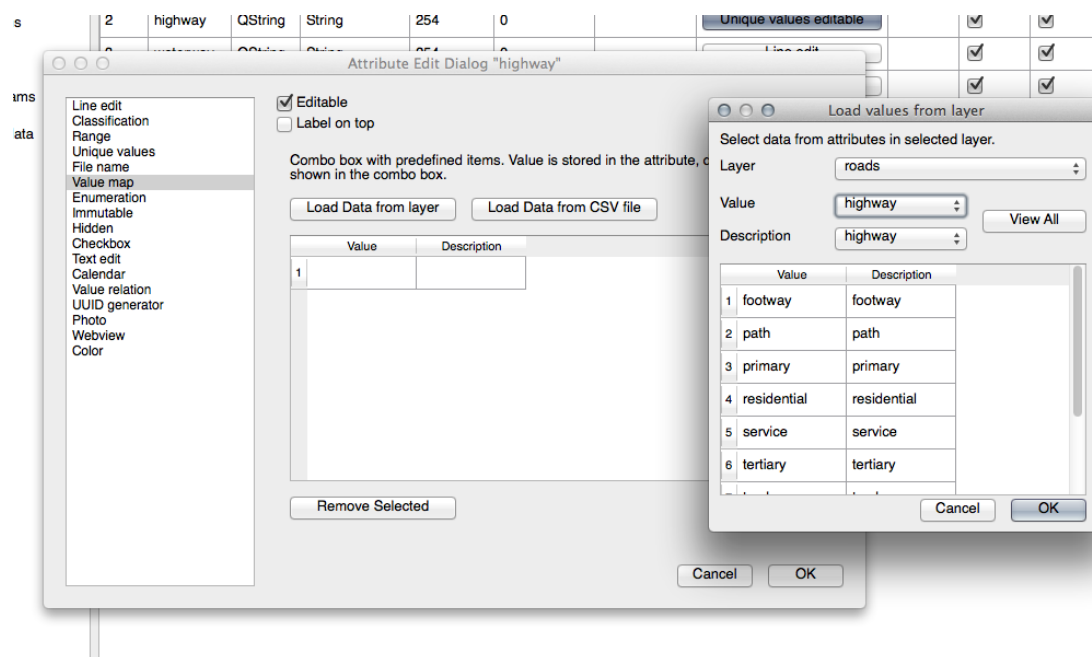 s
2 highway QString String 254 0 Unique values editable
waterway QString String 254 0 Line edit
ams
ata
Attribute Edit Dialog "highway"
Line edit
Classification
Range
Unique values
File name
Value map
Enumeration
Immutable
Hidden
Checkbox
Text edit
Calendar
Value relation
UUID generator
Photo
Webview
Color
Editable
Label on top
Combo box with predefined items. Value is stored in the attribute,
shown in the combo box.
Load Data from layer Load Data from CSV file
Value Description
1
Remove Selected
Cancel OK
Load values from layer
Select data from attributes in selected layer.
Layer roads
Value highway
View All
Description highway
Value Description
1 footway footway
2 path path
3 primary primary
4 residential residential
5 service service
6 tertiary tertiary
Cancel OK